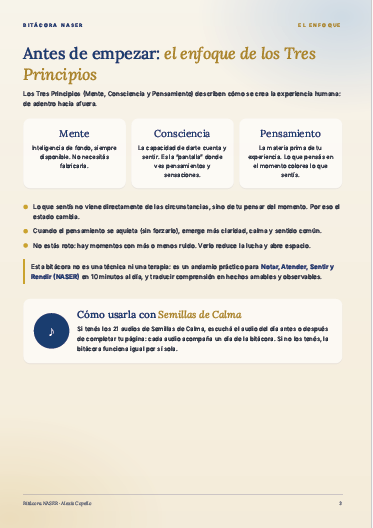 BITÁCORA NASER
EL ENFOQUE
Antes de empezar: el enfoque de los Tres
Principios
Los Tres Principios (Mente, Consciencia y Pensamiento) describen cómo se crea la experiencia humana:
de adentro hacia afuera.
Mente
Inteligencia de fondo, siempre
disponible. No necesitás
fabricarla.
Consciencia
La capacidad de darte cuenta y
sentir. Es la "pantalla" donde
ves pensamientos y
sensaciones.
Pensamiento
La materia prima de tu
experiencia. Lo que pensás en
el momento colorea lo que
sentís.
Lo que sentís no viene directamente de las circunstancias, sino de tu pensar del momento. Por eso el
estado cambia.
Cuando el pensamiento se aquieta (sin forzarlo), emerge más claridad, calma y sentido común.
No estás roto: hay momentos con más o menos ruido. Verlo reduce la lucha y abre espacio.
Esta bitácora no es una técnica ni una terapia: es un andamio práctico para Notar, Atender, Sentir y
Rendir (NASER) en 10 minutos al día, y traducir comprensión en hechos amables y observables.
♪
Cómo usarla con Semillas de Calma
Si tenés los 21 audios de Semillas de Calma, escuchá el audio del día antes o después
de completar tu página: cada audio acompaña un día de la bitácora. Si no los tenés, la
bitácora funciona igual por sí sola.
Bitácora NASER · Alexis Copello
3